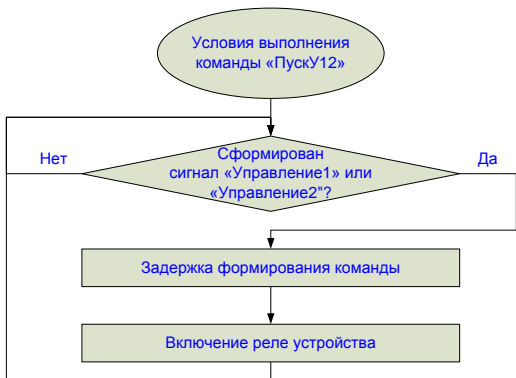 Условия выполнения
команды «ПускУ12»
Нет
Сформирован
сигнал «Управление1» или
«Управление2"?
Да
Задержка формирования команды
Включение реле устройства